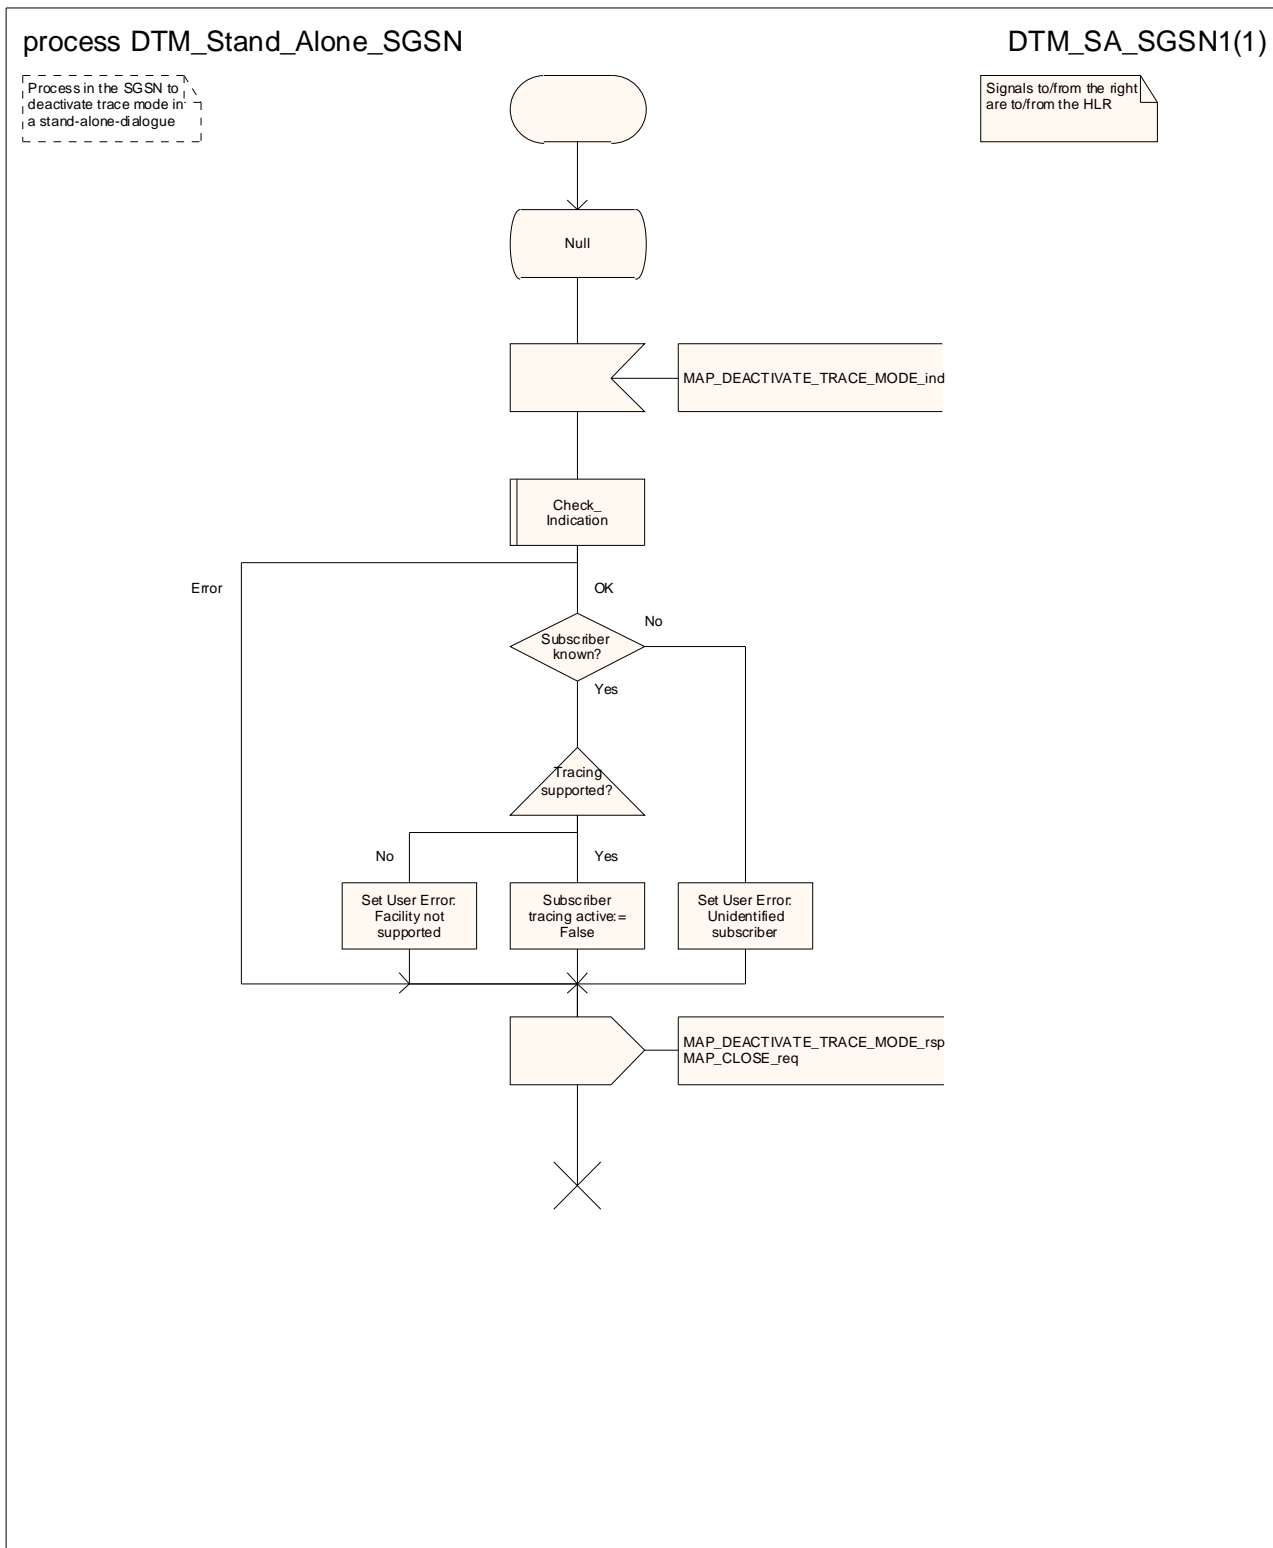 process DTM_Stand_Alone_SGSN
DTM_SA_SGSN1(1)
Process in the SGSN to
deactivate trace mode in
a stand-alone-dialogue
Signals to/from the right
are to/from the HLR
Null
MAP_DEACTIVATE_TRACE_MODE_ind
Check_
Indication
Error
OK
No
Subscriber
known?
Yes
Tracing
supported?
No
Yes
Set User Error:
Facility not
supported
Subscriber
tracing active:=
False
Set User Error:
Unidentified
subscriber
MAP_DEACTIVATE_TRACE_MODE_rsp
MAP_CLOSE_req